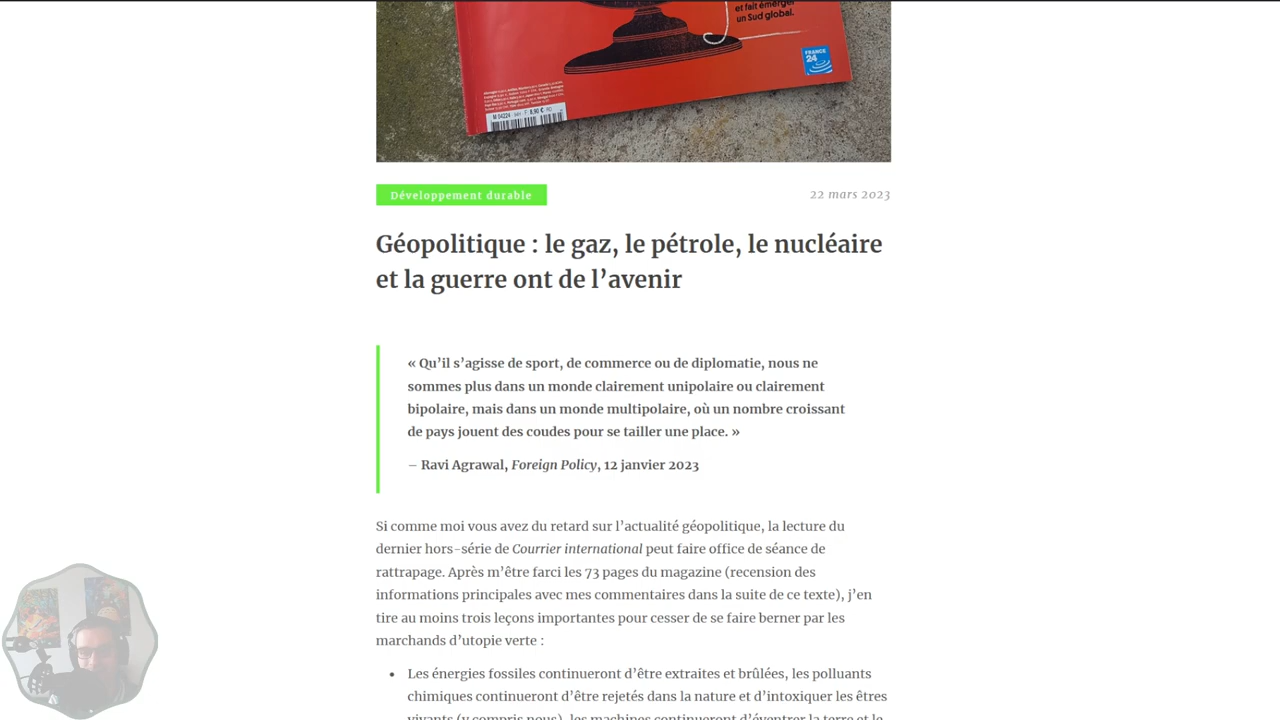 et fait émerger
un Sud global.
FRANCE
24
Développement durable
22 mars 2023
Géopolitique : le gaz, le pétrole, le nucléaire
et la guerre ont de l’avenir
« Qu’il s’agisse de sport, de commerce ou de diplomatie, nous ne
sommes plus dans un monde clairement unipolaire ou clairement
bipolaire, mais dans un monde multipolaire, où un nombre croissant
de pays jouent des coudes pour se tailler une place. »
– Ravi Agrawal, Foreign Policy, 12 janvier 2023
Si comme moi vous avez du retard sur l’actualité géopolitique, la lecture du
dernier hors-série de Courrier international peut faire office de séance de
rattrapage. Après m’être farci les 73 pages du magazine (recension des
informations principales avec mes commentaires dans la suite de ce texte), j’en
tire au moins trois leçons importantes pour cesser de se faire berner par les
marchands d’utopie verte :
• Les énergies fossiles continueront d’être extraites et brûlées, les polluants
chimiques continueront d’être rejetés dans la nature et d’intoxiquer les êtres
vivants (y compris nous), les machines continueront d’éventrer la terre et le